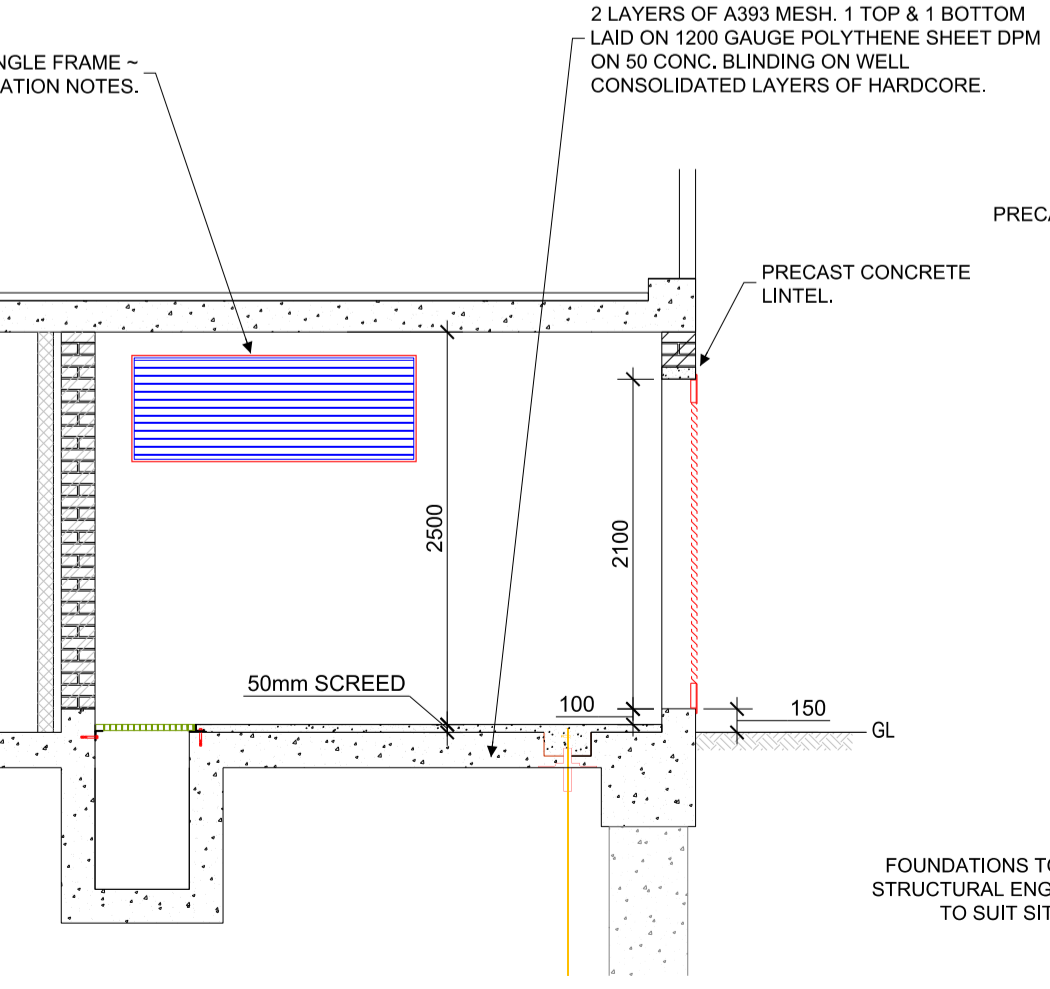 2 LAYERS OF A393 MESH. 1 TOP & 1 BOTTOM
LAID ON 1200 GAUGE POLYTHENE SHEET DPM
ON 50 CONC. BLINDING ON WELL
CONSOLIDATED LAYERS OF HARDCORE.
NGLE FRAME ~
ATION NOTES.
PRECA
PRECAST CONCRETE
LINTEL.
2500
2100
50mm SCREED
100
150
GL
FOUNDATIONS TO
STRUCTURAL ENG
TO SUIT SIT